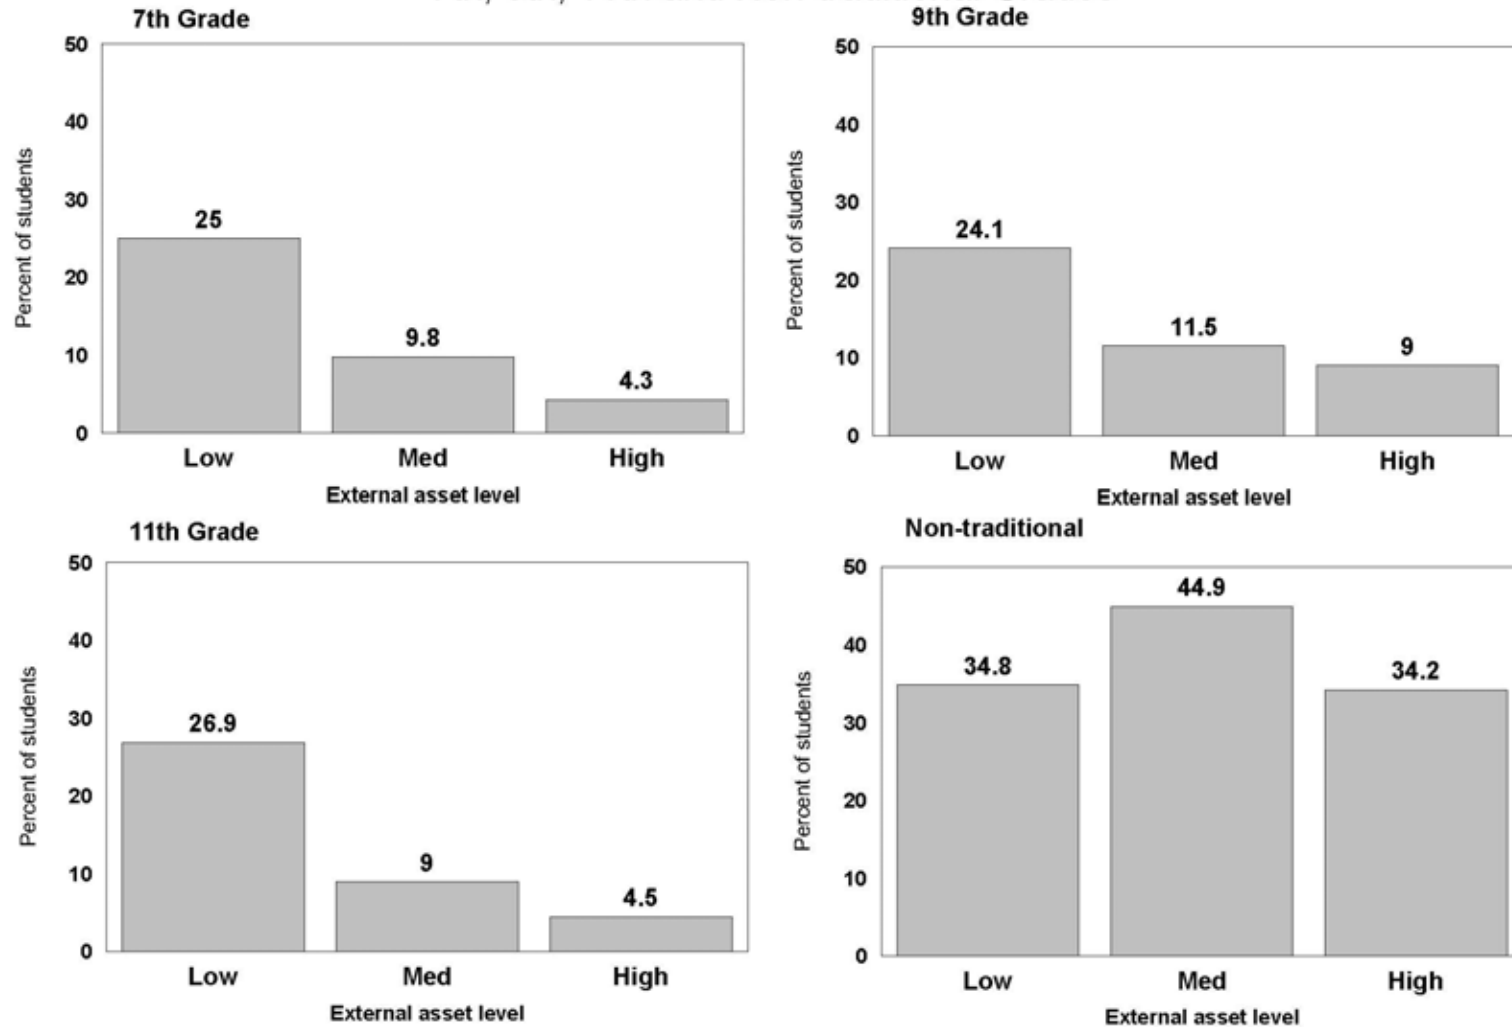 7th Grade
50
40
30
20
10
0
Percent of students
25
9.8
4.3
Low Med High
External asset level
9th Grade
50
40
30
20
10
0
Percent of students
24.1
11.5
9
Low Med High
External asset level
11th Grade
50
40
30
20
10
0
Percent of students
26.9
9
4.5
Low Med High
External asset level
Non-traditional
50
40
30
20
10
0
Percent of students
34.8
44.9
34.2
Low Med High
External asset level